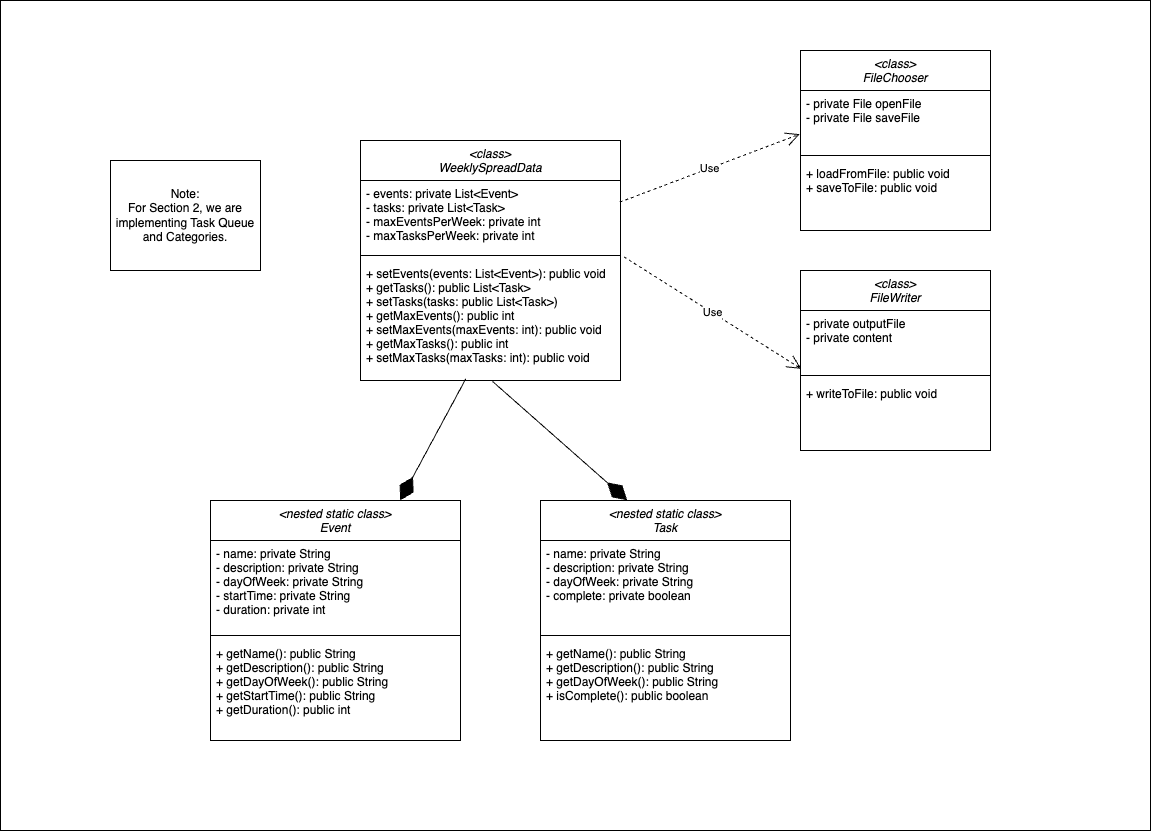 Note:
For Section 2, we are
implementing Task Queue
and Categories.
<class>
WeeklySpreadData
- events: private List<Event>
- tasks: private List<Task>
- maxEventsPerWeek: private int
- maxTasksPerWeek: private int
+ setEvents(events: List<Event>): public void
+ getTasks(): public List<Task>
+ setTasks(tasks: public List<Task>)
+ getMaxEvents(): public int
+ setMaxEvents(maxEvents: int): public void
+ getMaxTasks(): public int
+ setMaxTasks(maxTasks: int): public void
Use
Use
<class>
FileChooser
- private File openFile
- private File saveFile
+ loadFromFile: public void
+ saveToFile: public void
<class>
FileWriter
- private outputFile
- private content
+ writeToFile: public void
<nested static class>
Event
- name: private String
- description: private String
- dayOfWeek: private String
- startTime: private String
- duration: private int
+ getName(): public String
+ getDescription(): public String
+ getDayOfWeek(): public String
+ getStartTime(): public String
+ getDuration(): public int
<nested static class>
Task
- name: private String
- description: private String
- dayOfWeek: private String
- complete: private boolean
+ getName(): public String
+ getDescription(): public String
+ getDayOfWeek(): public String
+ isComplete(): public boolean